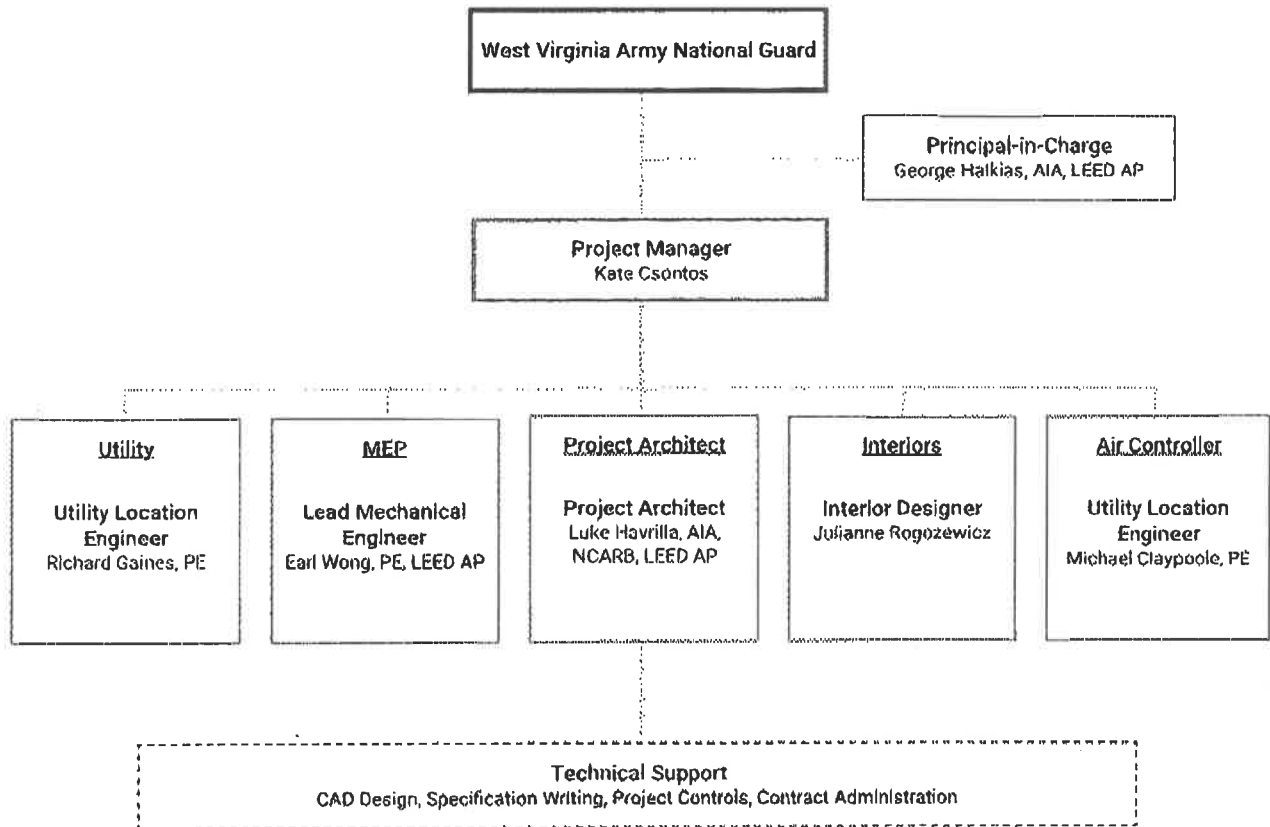 West Virginia Army National Guard
Principal-in-Charge
George Halkias, AIA, LEED AP
Project Manager
Kate Csontos
Utility
Utility Location
Engineer
Richard Gaines, PE
MEP
Lead Mechanical
Engineer
Earl Wong, PE, LEED AP
Project Architect
Project Architect
Luke Havrilla, AIA,
NCARB, LEED AP
Interiors
Interior Designer
Julianne Rogozewicz
Air Controller
Utility Location
Engineer
Michael Claypoole, PE
Technical Support
CAD Design, Specification Writing, Project Controls, Contract Administration